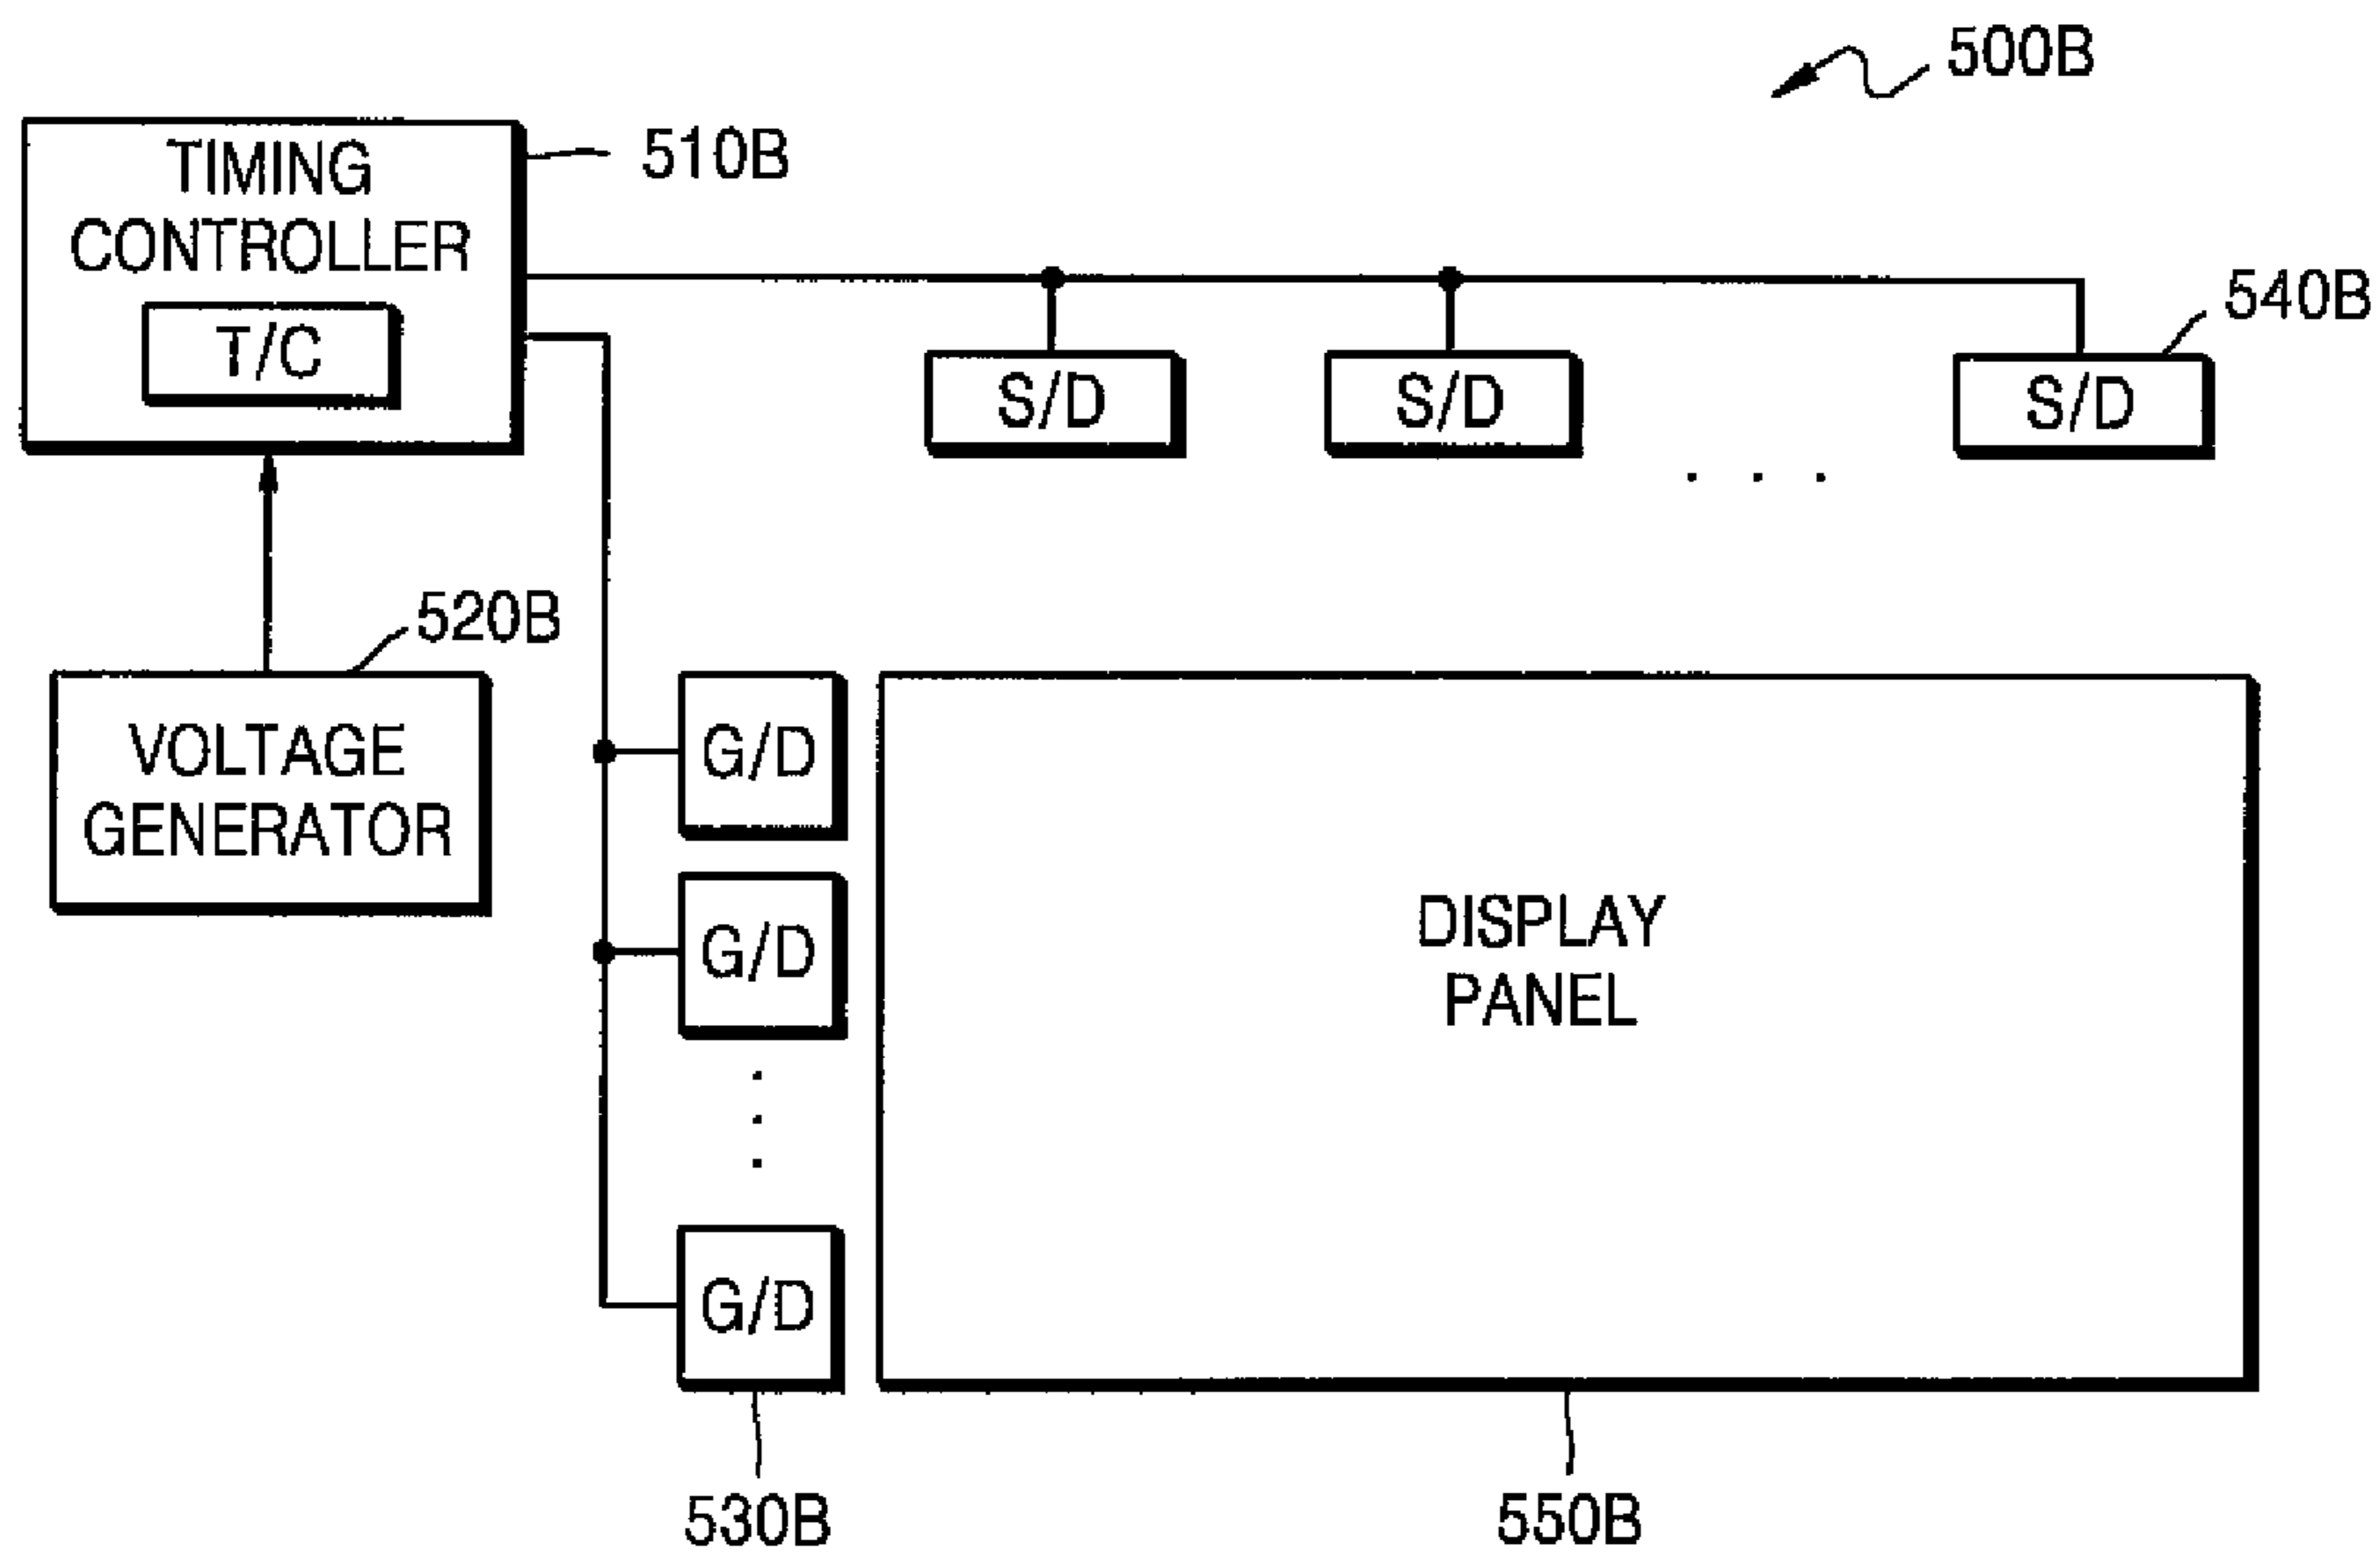 500B
TIMING
CONTROLLER
T/C
510B
540B
S/D
S/D
S/D
. . .
520B
VOLTAGE
GENERATOR
G/D
G/D
G/D
DISPLAY
PANEL
530B
550B